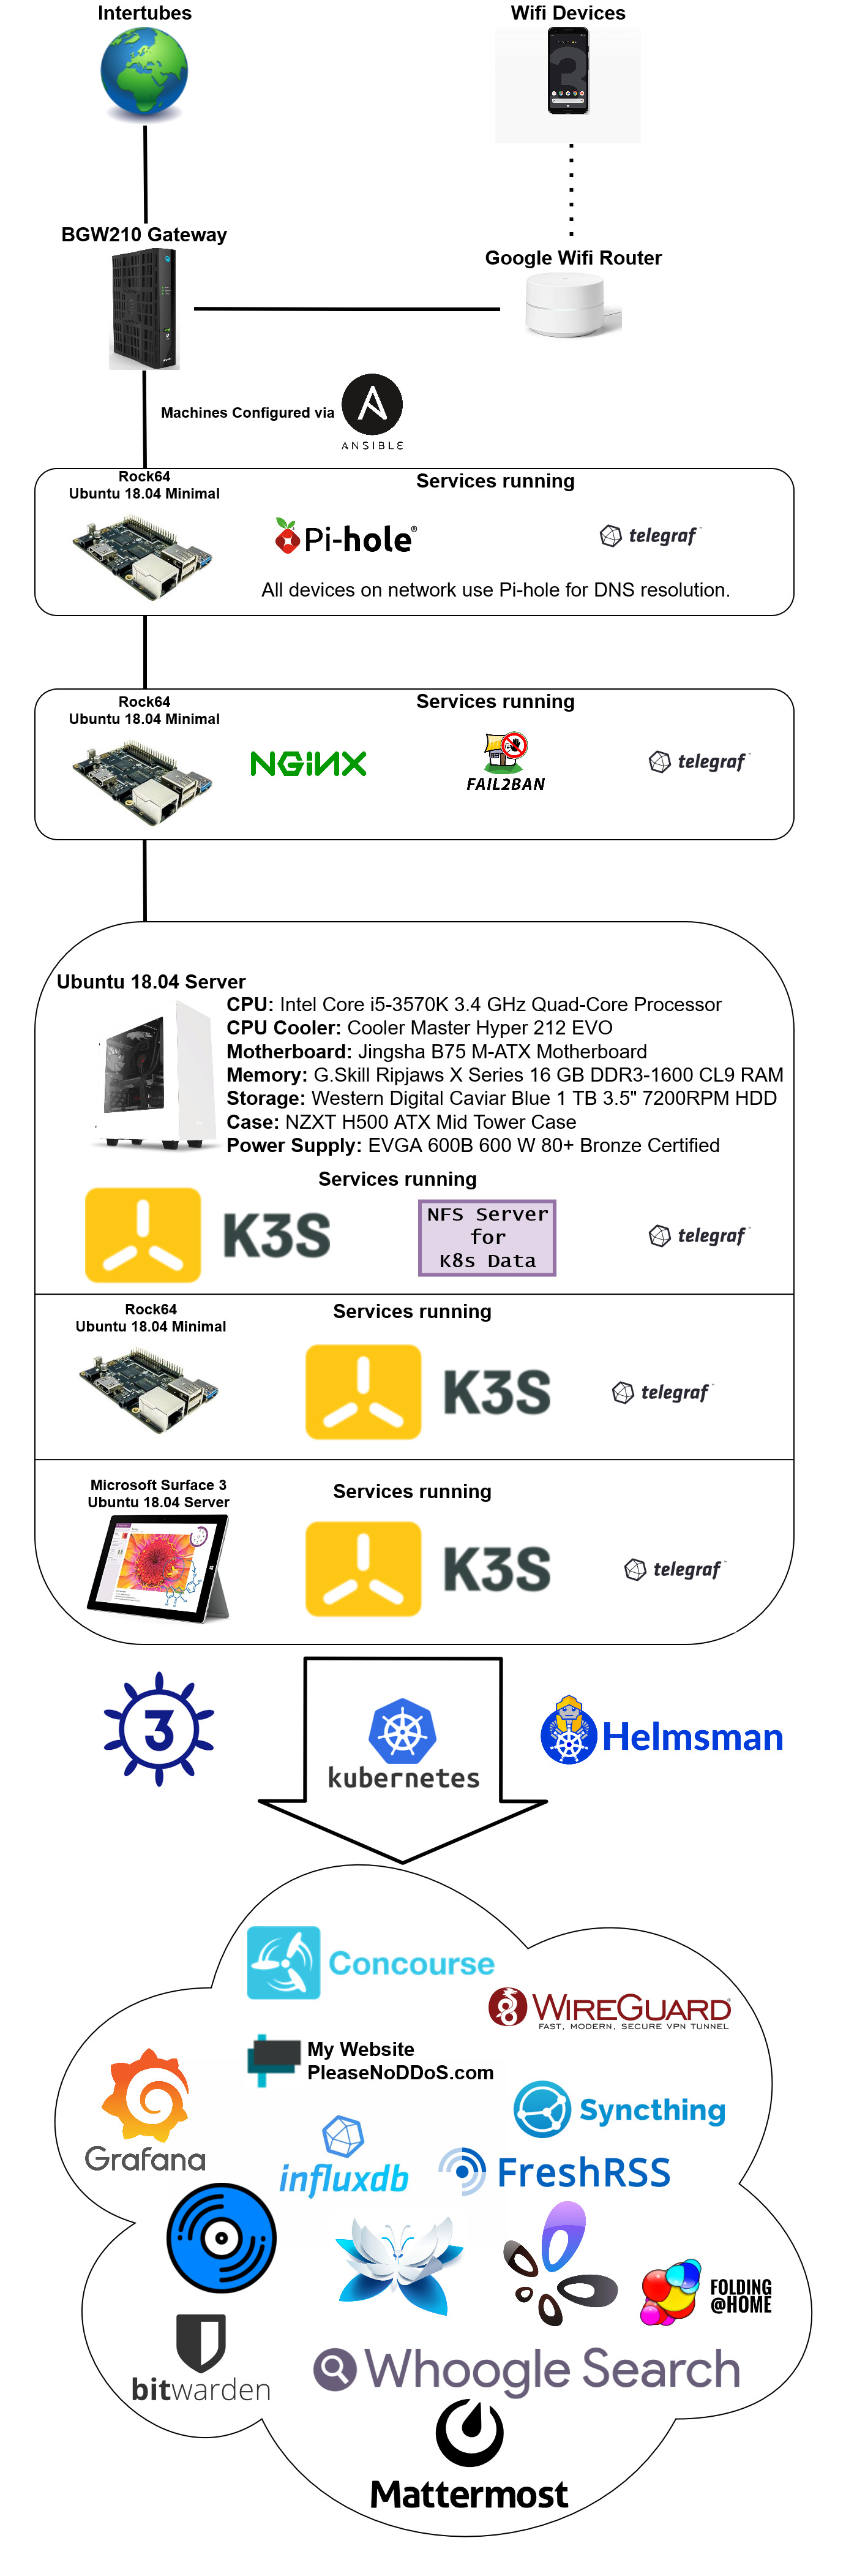 Intertubes
Wifi Devices
BGW210 Gateway
Google Wifi Router
Machines Configured via
ANSIBLE
Rock64
Ubuntu 18.04 Minimal
Services running
Pi-hole®
telegraf™
All devices on network use Pi-hole for DNS resolution.
Rock64
Ubuntu 18.04 Minimal
Services running
NGiNX
FAIL2BAN
telegraf™
Ubuntu 18.04 Server
CPU: Intel Core i5-3570K 3.4 GHz Quad-Core Processor
CPU Cooler: Cooler Master Hyper 212 EVO
Motherboard: Jingsha B75 M-ATX Motherboard
Memory: G.Skill Ripjaws X Series 16 GB DDR3-1600 CL9 RAM
Storage: Western Digital Caviar Blue 1 TB 3.5" 7200RPM HDD
Case: NZXT H500 ATX Mid Tower Case
Power Supply: EVGA 600B 600 W 80+ Bronze Certified
Services running
K3S
NFS Server
for
K8s Data
telegraf™
Rock64
Ubuntu 18.04 Minimal
Services running
K3S
telegraf™
Microsoft Surface 3
Ubuntu 18.04 Server
Services running
K3S
telegraf™
3
kubernetes
Helmsman
Concourse
WIREGUARD
FAST, MODERN, SECURE VPN TUNNEL
My Website
PleaseNoDDoS.com
Grafana
Syncthing
influxdb
FreshRSS
FOLDING
@HOME
bitwarden
Whoogle Search
Mattermost